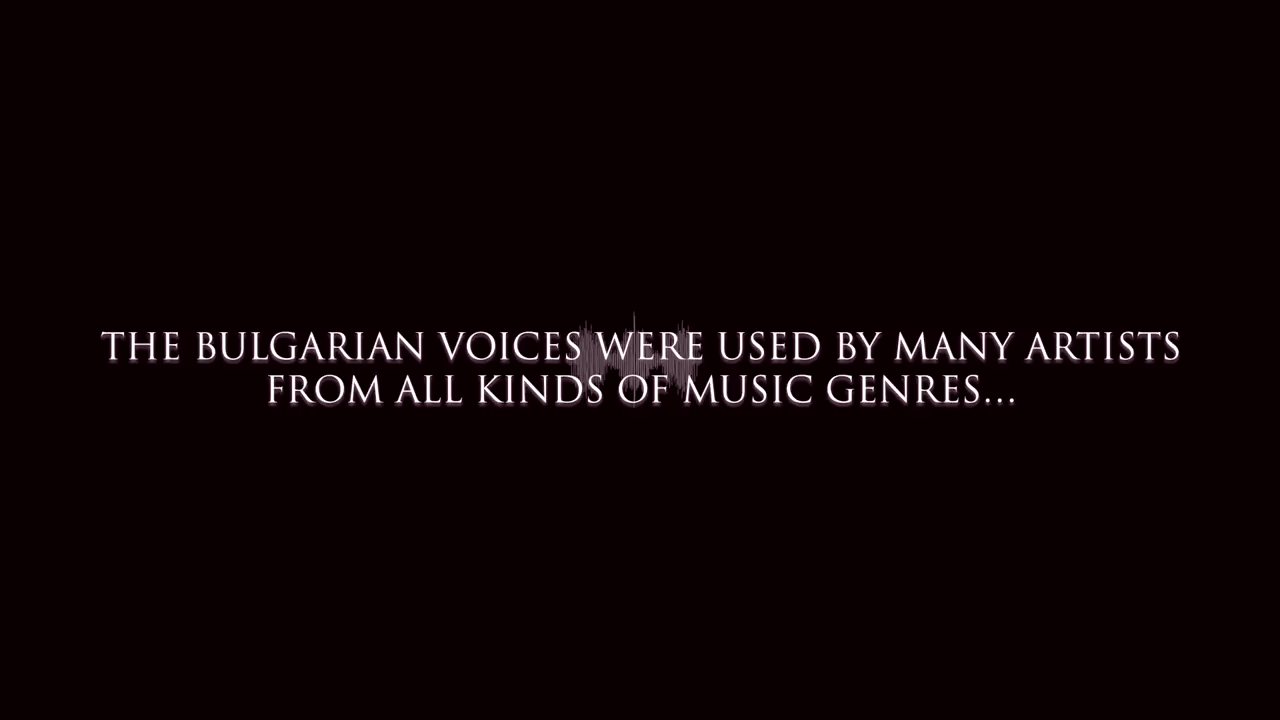 THE BULGARIAN VOICES WERE USED BY MANY ARTISTS
FROM ALL KINDS OF MUSIC GENRES...